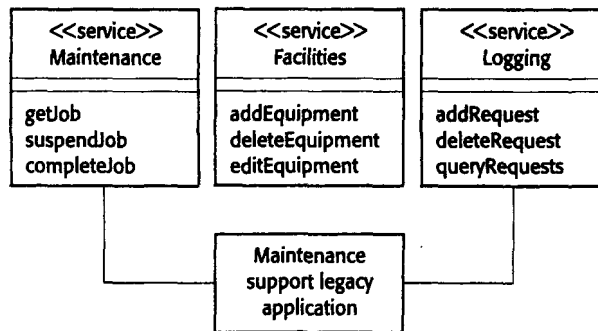 <<service>>
Maintenance
getJob
suspendJob
completeJob
<<service>>
Facilities
addEquipment
deleteEquipment
editEquipment
<<service>>
Logging
addRequest
deleteRequest
queryRequests
Maintenance
support legacy
application